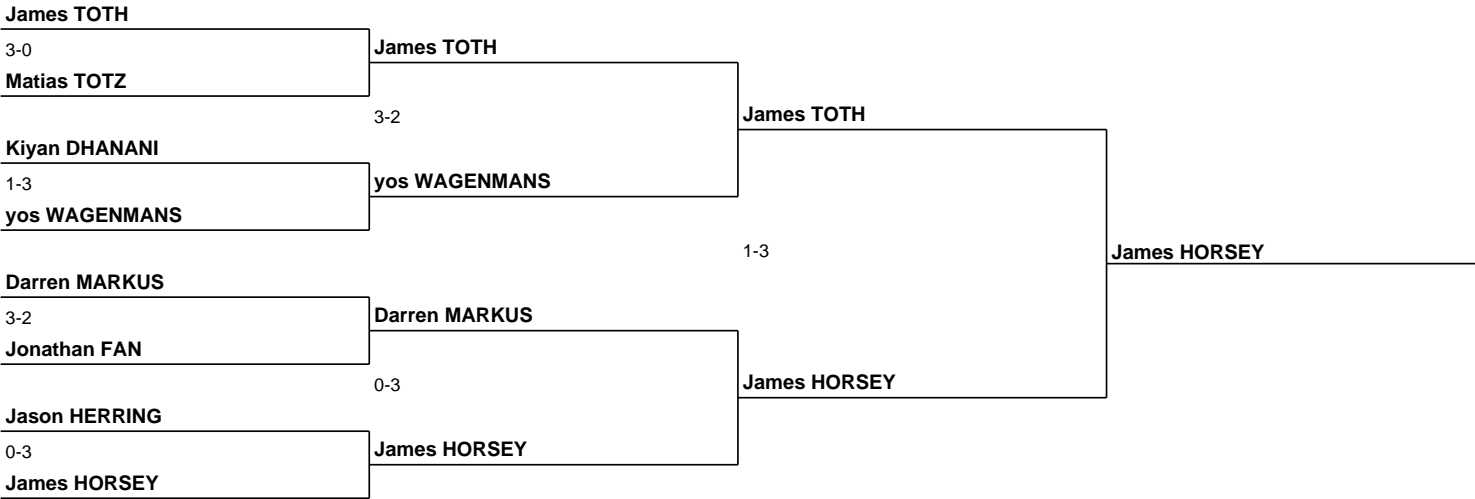 James TOTH
3-0
Matias TOTZ
James TOTH
3-2
Kiyan DHANANI
1-3
yos WAGENMANS
yos WAGENMANS
James TOTH
1-3
Darren MARKUS
3-2
Jonathan FAN
Darren MARKUS
0-3
Jason HERRING
0-3
James HORSEY
James HORSEY
James HORSEY
James HORSEY